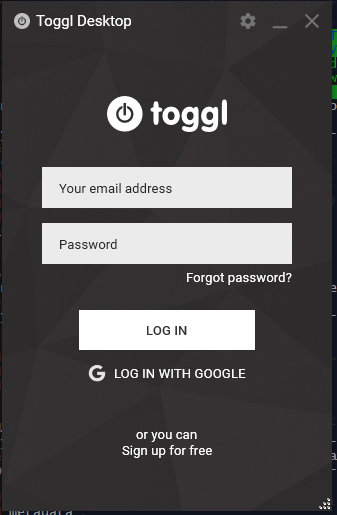 Toggl Desktop
toggl
Your email address
Password
Forgot password?
LOG IN
LOG IN WITH GOOGLE
or you can
Sign up for free